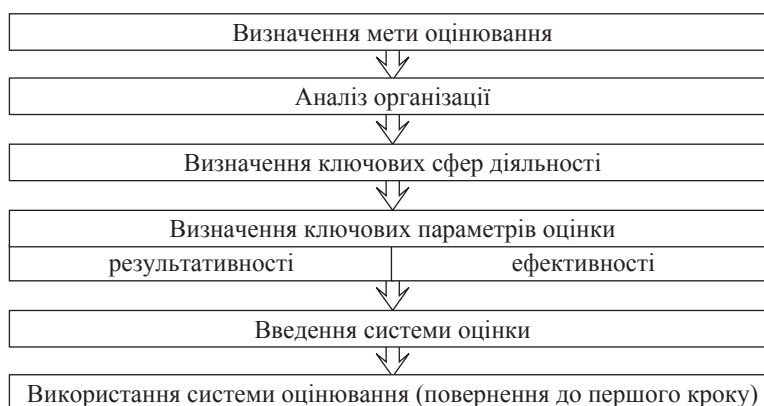 Визначення мети оцінювання
Аналіз організації
Визначення ключових сфер діяльності
Визначення ключових параметрів оцінки
результативності
ефективності
Введення системи оцінки
Використання системи оцінювання (повернення до першого кроку)